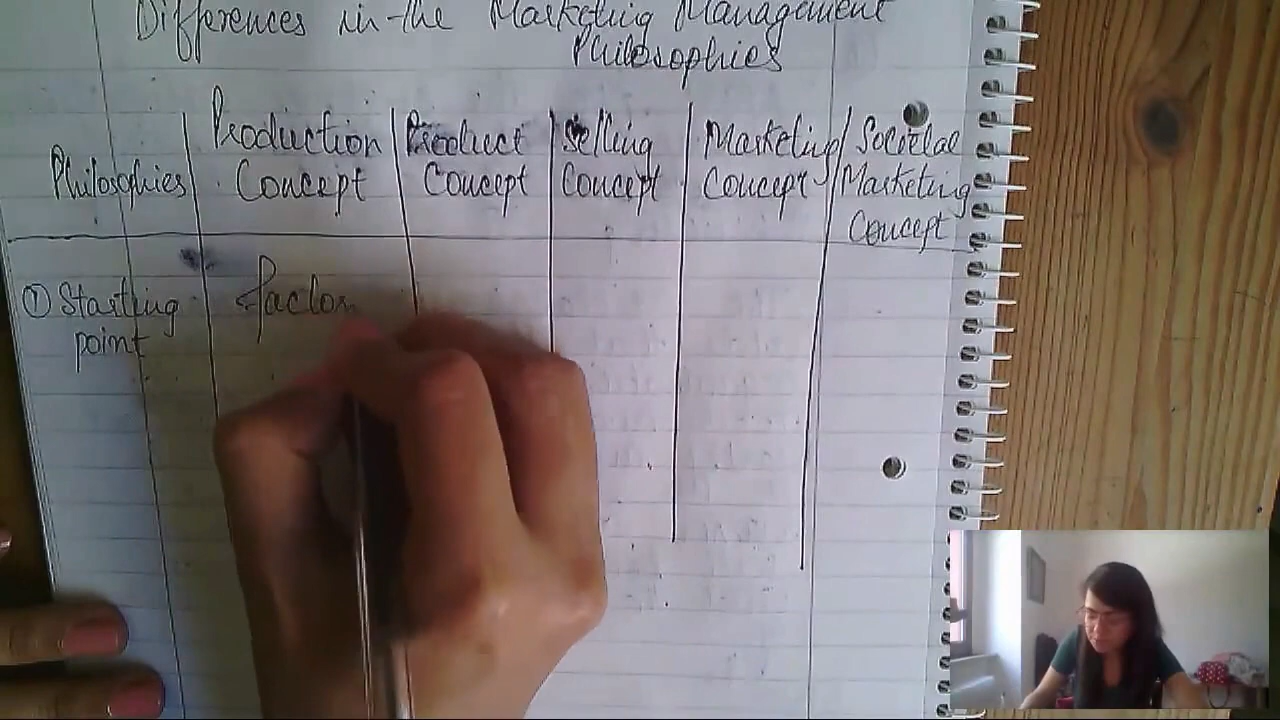 Differences in the Marketing Management
Philosophies
Philosophies Production Concept Product Concept Selling Concept Marketing Concept Societal Marketing Concept
① Starting point Factor